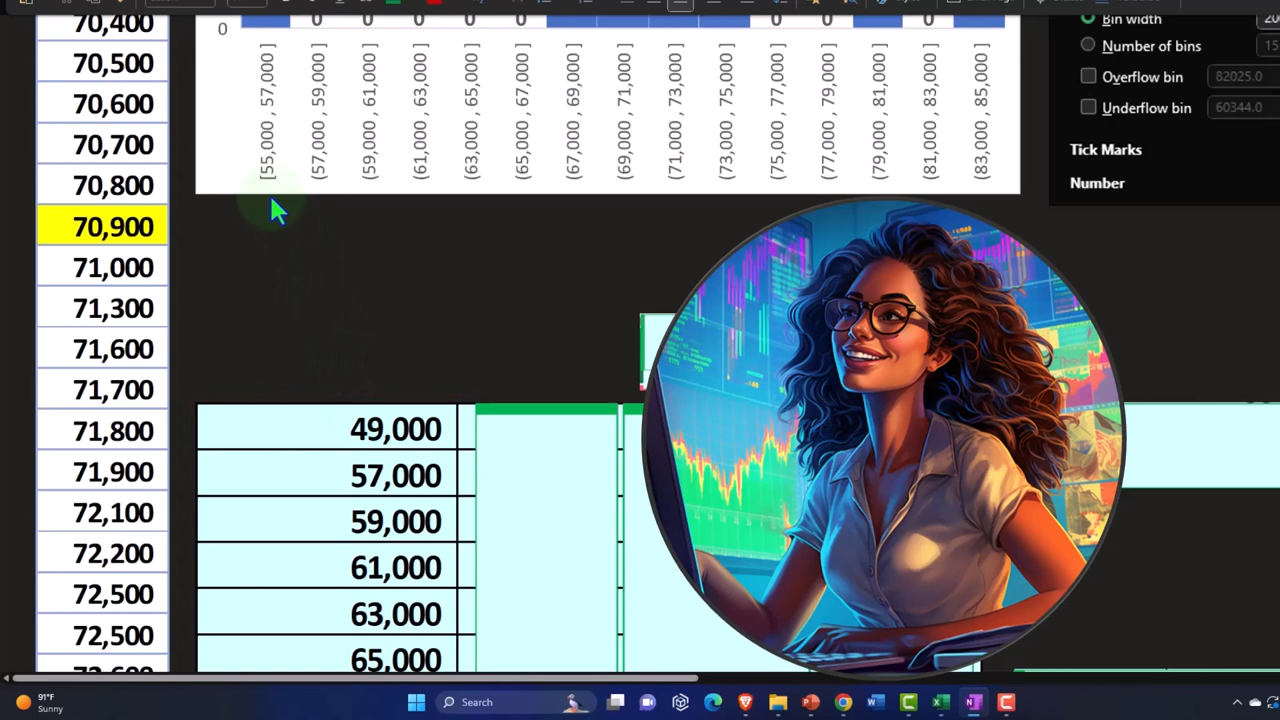 70,400
70,500
70,600
70,700
70,800
70,900
71,000
71,300
71,600
71,700
71,800
71,900
72,100
72,200
72,500
72,500
0
0 0 0 0 0 0 0 0 0
[55,000 , 57,000 ]
(57,000 , 59,000 ]
(59,000 , 61,000 ]
(61,000 , 63,000 ]
(63,000 , 65,000 ]
(65,000 , 67,000 ]
(67,000 , 69,000 ]
(69,000 , 71,000 ]
(71,000 , 73,000 ]
(73,000 , 75,000 ]
(75,000 , 77,000 ]
(77,000 , 79,000 ]
(79,000 , 81,000 ]
(81,000 , 83,000 ]
(83,000 , 85,000 ]
Bin width
Number of bins 15
Overflow bin 82025.0
Underflow bin 60344.0
Tick Marks
Number
49,000
57,000
59,000
61,000
63,000
65,000
91°F
Sunny
Search